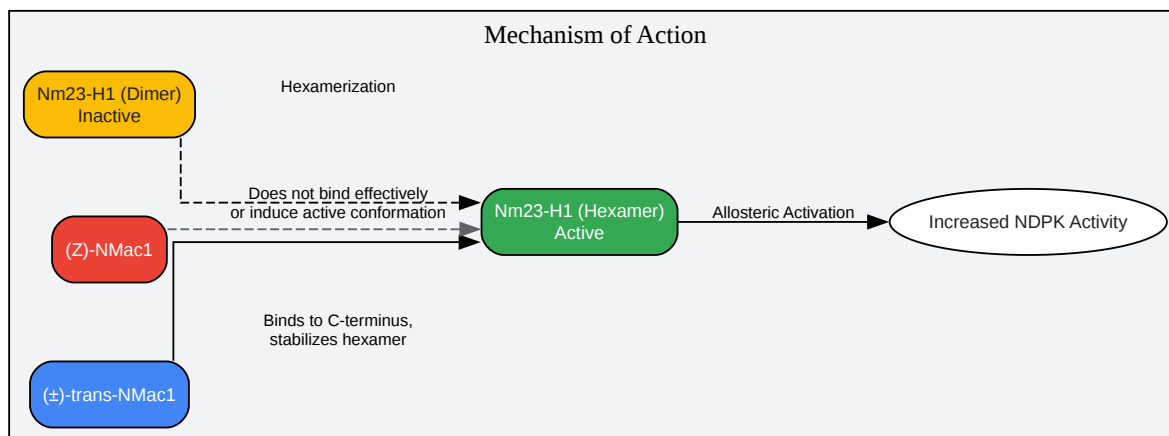 Mechanism of Action
Nm23-H1 (Dimer)
Inactive
Hexamerization
Does not bind effectively
or induce active conformation
(Z)-NMac1
Nm23-H1 (Hexamer)
Active
Allosteric Activation
Increased NDPK Activity
Binds to C-terminus,
stabilizes hexamer
(±)-trans-NMac1